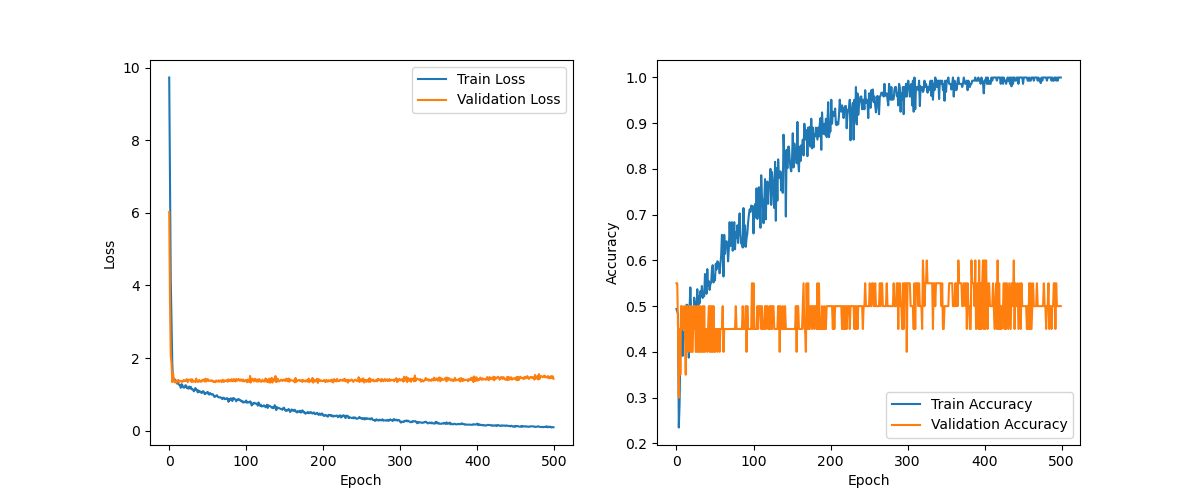 10
8
6
4
2
0
Loss
0 100 200 300 400 500
Epoch
Train Loss
Validation Loss
1.0
0.9
0.8
0.7
0.6
0.5
0.4
0.3
0.2
Accuracy
0 100 200 300 400 500
Epoch
Train Accuracy
Validation Accuracy